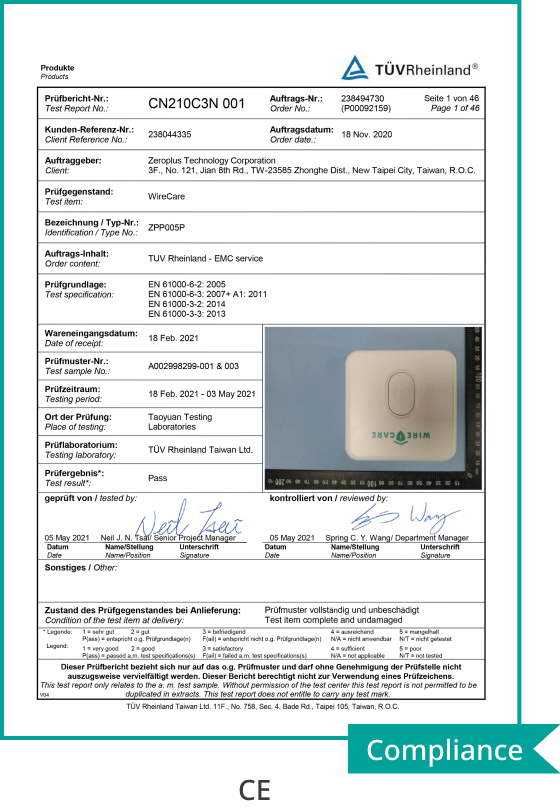 Produkte
Products
TÜVRheinland®
Prüfbericht-Nr.: CN210C3N 001 Auftrags-Nr.: 238494730 Seite 1 von 46
Test Report No.: Order No.: (P00092159) Page 1 of 46
Kunden-Referenz-Nr.: 238044335 Auftragsdatum: 18 Nov. 2020
Client Reference No.: Order date.:
Auftraggeber: Zeroplus Technology Corporation
Client: 3F., No. 121, Jian 8th Rd., TW-23585 Zhonghe Dist., New Taipei City, Taiwan, R.O.C.
Prüfgegenstand: WireCare
Test item:
Bezeichnung / Typ-Nr.: ZPP005P
Identification / Type No.:
Auftrags-Inhalt: TUV Rheinland - EMC service
Order content:
Prüfgrundlage: EN 61000-6-2: 2005
Test specification: EN 61000-6-3: 2007+ A1: 2011
EN 61000-3-2: 2014
EN 61000-3-3: 2013
Wareneingangsdatum: 18 Feb. 2021
Date of receipt:
Prüfmuster-Nr.: A002998299-001 & 003
Test sample No.:
Prüfzeitraum: 18 Feb. 2021 - 03 May 2021
Testing period:
Ort der Prüfung: Taoyuan Testing
Place of testing: Laboratories
Prüflaboratorium: TÜV Rheinland Taiwan Ltd.
Testing laboratory:
Prüfergebnis*: Pass
Test result*:
WIRE CARE
geprüft von / tested by: kontrolliert von / reviewed by:
Neil Tsai Wang
05 May 2021 Neil J. N. Tsai/ Senior Project Manager 05 May 2021 Spring C. Y. Wang/ Department Manager
Datum Name/Stellung Unterschrift Datum Name/Stellung Unterschrift
Date Name/Position Signature Date Name/Position Signature
Sonstiges / Other:
Zustand des Prüfgegenstandes bei Anlieferung: Prüfmuster vollständig und unbeschädigt
Condition of the test item at delivery: Test item complete and undamaged
* Legende: 1 = sehr gut 2 = gut 3 = befriedigend 4 = ausreichend 5 = mangelhaft
P(ass) = entspricht o.g. Prüfgrundlage(n) F(ail) = entspricht nicht o.g. Prüfgrundlage(n) N/A = nicht anwendbar N/T = nicht getestet
Legend: 1 = very good 2 = good 3 = satisfactory 4 = sufficient 5 = poor
P(ass) = passed a.m. test specifications(s) F(ail) = failed a.m. test specifications(s) N/A = not applicable N/T = not tested
Dieser Prüfbericht bezieht sich nur auf das o.g. Prüfmuster und darf ohne Genehmigung der Prüfstelle nicht
auszugsweise vervielfältigt werden. Dieser Bericht berechtigt nicht zur Verwendung eines Prüfzeichens.
This test report only relates to the a. m. test sample. Without permission of the test center this test report is not permitted to be
duplicated in extracts. This test report does not entitle to carry any test mark.
V04
TÜV Rheinland Taiwan Ltd. 11F., No. 758, Sec. 4, Bade Rd., Taipei 105, Taiwan, R.O.C.
Compliance
CE